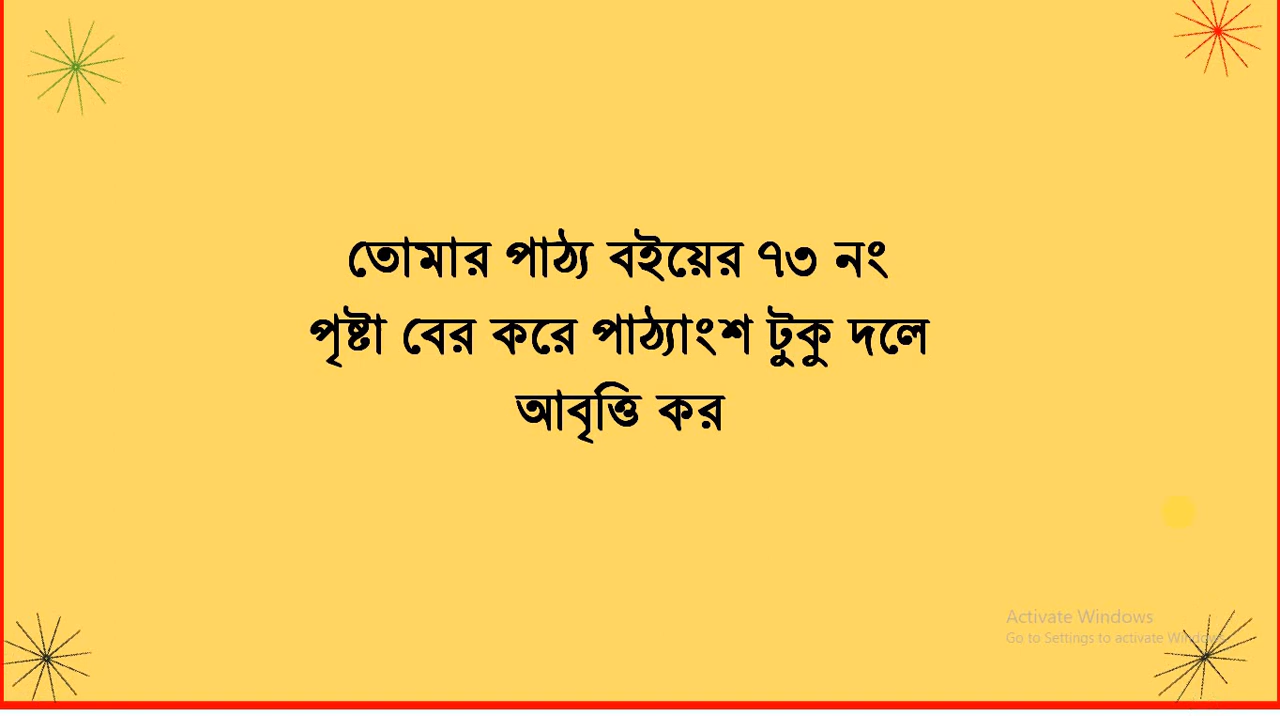 তোমার পাঠ্য বইয়ের ৭৩ নং
পৃষ্টা বের করে পাঠ্যাংশ টুকু দলে
আবৃত্তি কর
Activate Windows
Go to Settings to activate Windows.